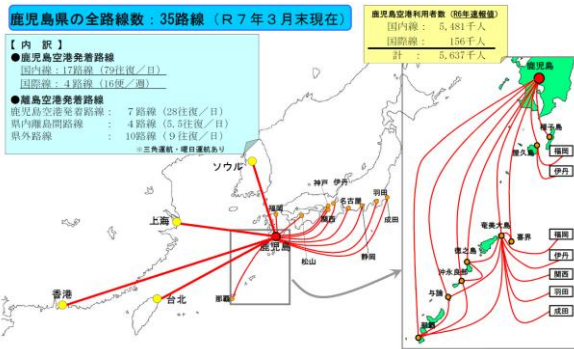 鹿児島県の全路線数：35路線（Ｒ７年３月末現在）
鹿児島空港利用者数（R6年速報値）
国内線： 5,481千人
国際線： 156千人
計： 5,637千人
【 内　訳 】
●鹿児島空港発着路線
国内線：17路線（79往復／日）
国際線：４路線（16便／週）
●離島空港発着路線
鹿児島空港発着路線： ７路線（28往復／日）
県内離島間路線： ４路線（5.5往復／日）
県外路線： 10路線（９往復／日）
※三角運航・曜日運航あり
ソウル
上海
香港
台北
福岡
神戸
伊丹
関西
名古屋
羽田
成田
静岡
松山
鹿児島
那覇
鹿児島
種子島
屋久島
福岡
伊丹
奄美大島
喜界
徳之島
沖永良部
与論
那覇
福岡
伊丹
関西
羽田
成田